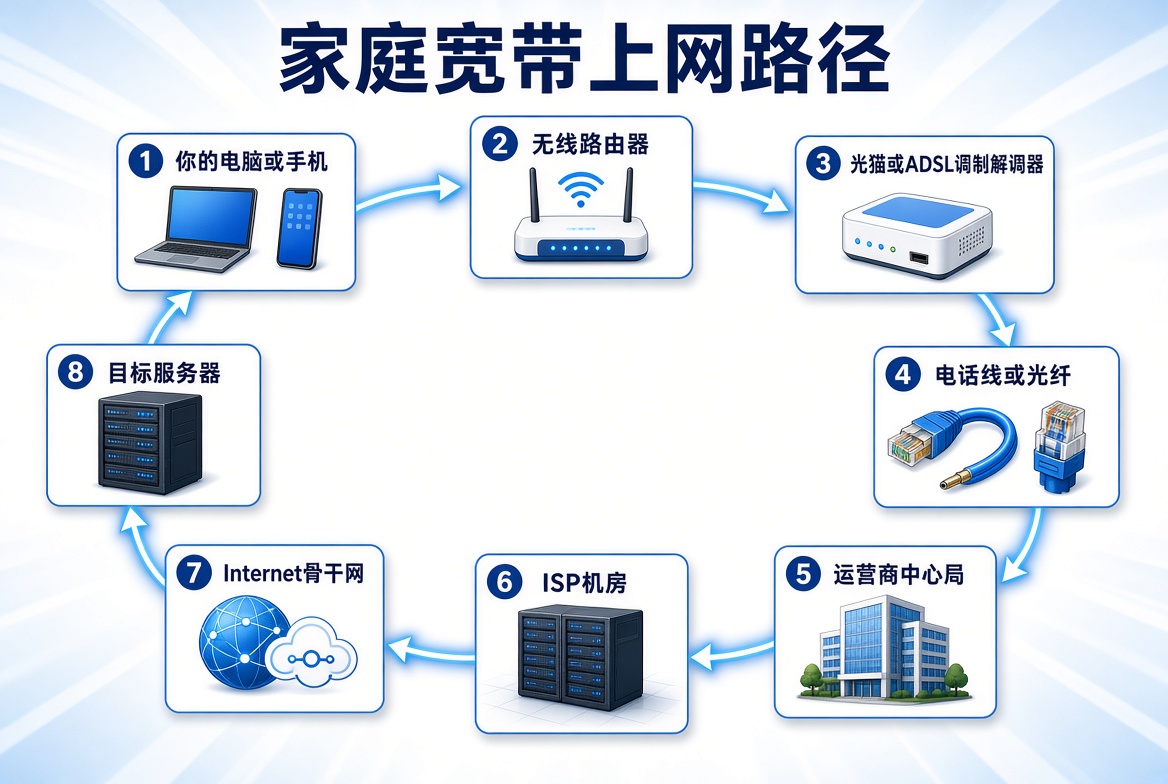 家庭宽带上网路径
1 你的电脑或手机
2 无线路由器
3 光猫或ADSL调制解调器
4 电话线或光纤
5 运营商中心局
6 ISP机房
7 Internet骨干网
8 目标服务器